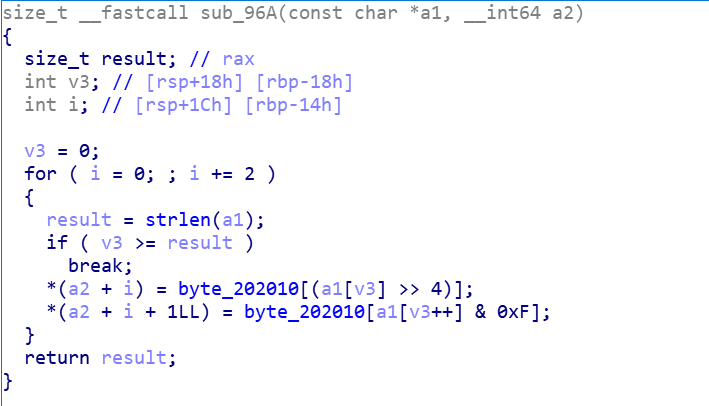 size_t __fastcall sub_96A(const char *a1, __int64 a2)
{
  size_t result; // rax
  int v3; // [rsp+18h] [rbp-18h]
  int i; // [rsp+1Ch] [rbp-14h]

  v3 = 0;
  for ( i = 0; ; i += 2 )
  {
    result = strlen(a1);
    if ( v3 >= result )
      break;
    *(a2 + i) = byte_202010[(a1[v3] >> 4)];
    *(a2 + i + 1LL) = byte_202010[a1[v3++] & 0xF];
  }
  return result;
}